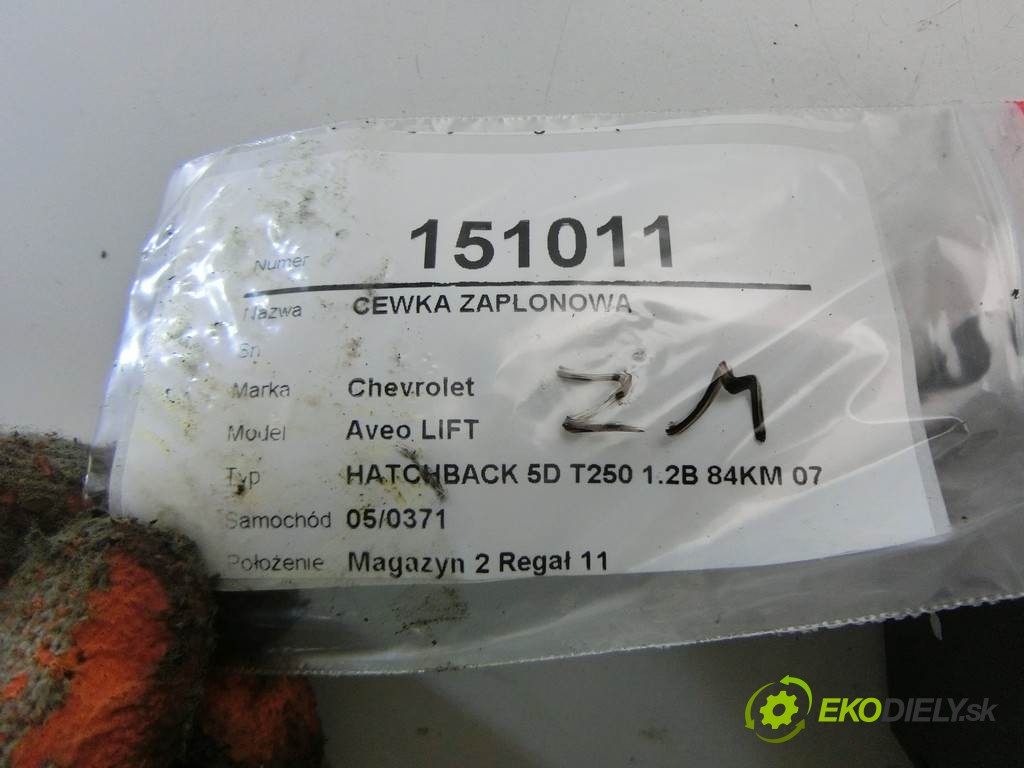 Numer 151011
Nazwa CEWKA ZAPLONOWA
Sn
Marka Chevrolet
Model Aveo LIFT
Typ HATCHBACK 5D T250 1.2B 84KM 07
Samochód 05/0371
Położenie Magazyn 2 Regał 11
EKODIELY.sk